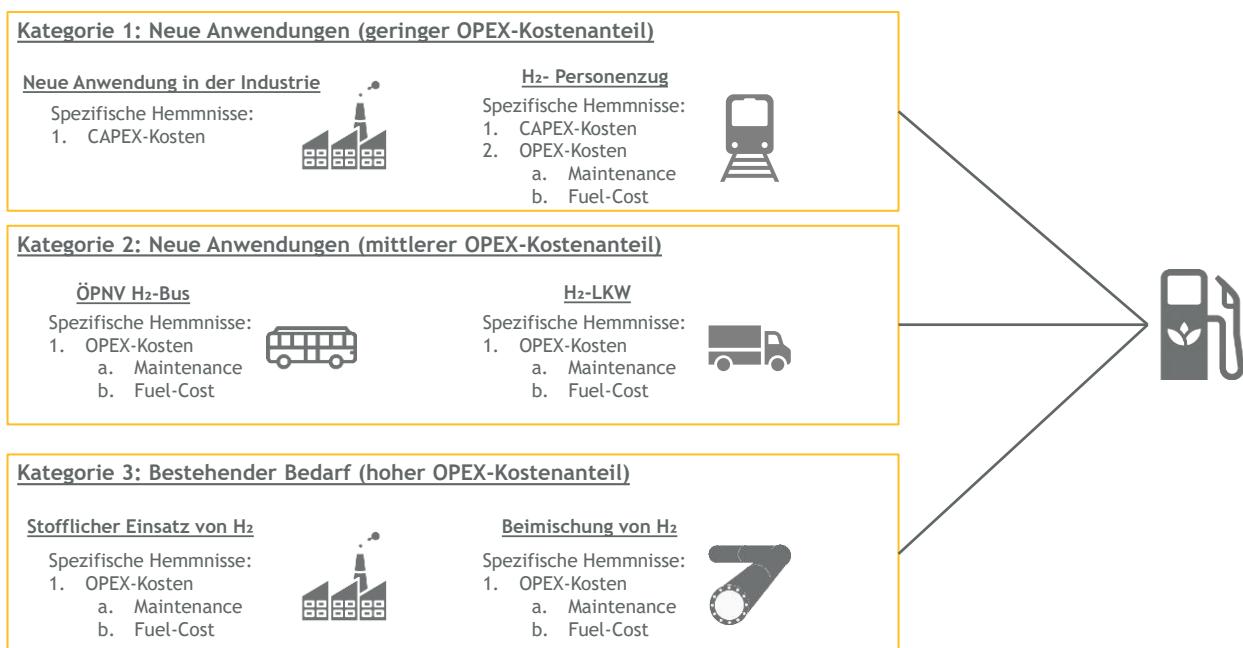 Kategorie 1: Neue Anwendungen (geringer OPEX-Kostenanteil)
Neue Anwendung in der Industrie
Spezifische Hemmnisse:
1. CAPEX-Kosten
H₂- Personenzug
Spezifische Hemmnisse:
1. CAPEX-Kosten
2. OPEX-Kosten
a. Maintenance
b. Fuel-Cost
Kategorie 2: Neue Anwendungen (mittlerer OPEX-Kostenanteil)
ÖPNV H₂-Bus
Spezifische Hemmnisse:
1. OPEX-Kosten
a. Maintenance
b. Fuel-Cost
H₂-LKW
Spezifische Hemmnisse:
1. OPEX-Kosten
a. Maintenance
b. Fuel-Cost
Kategorie 3: Bestehender Bedarf (hoher OPEX-Kostenanteil)
Stofflicher Einsatz von H₂
Spezifische Hemmnisse:
1. OPEX-Kosten
a. Maintenance
b. Fuel-Cost
Beimischung von H₂
Spezifische Hemmnisse:
1. OPEX-Kosten
a. Maintenance
b. Fuel-Cost